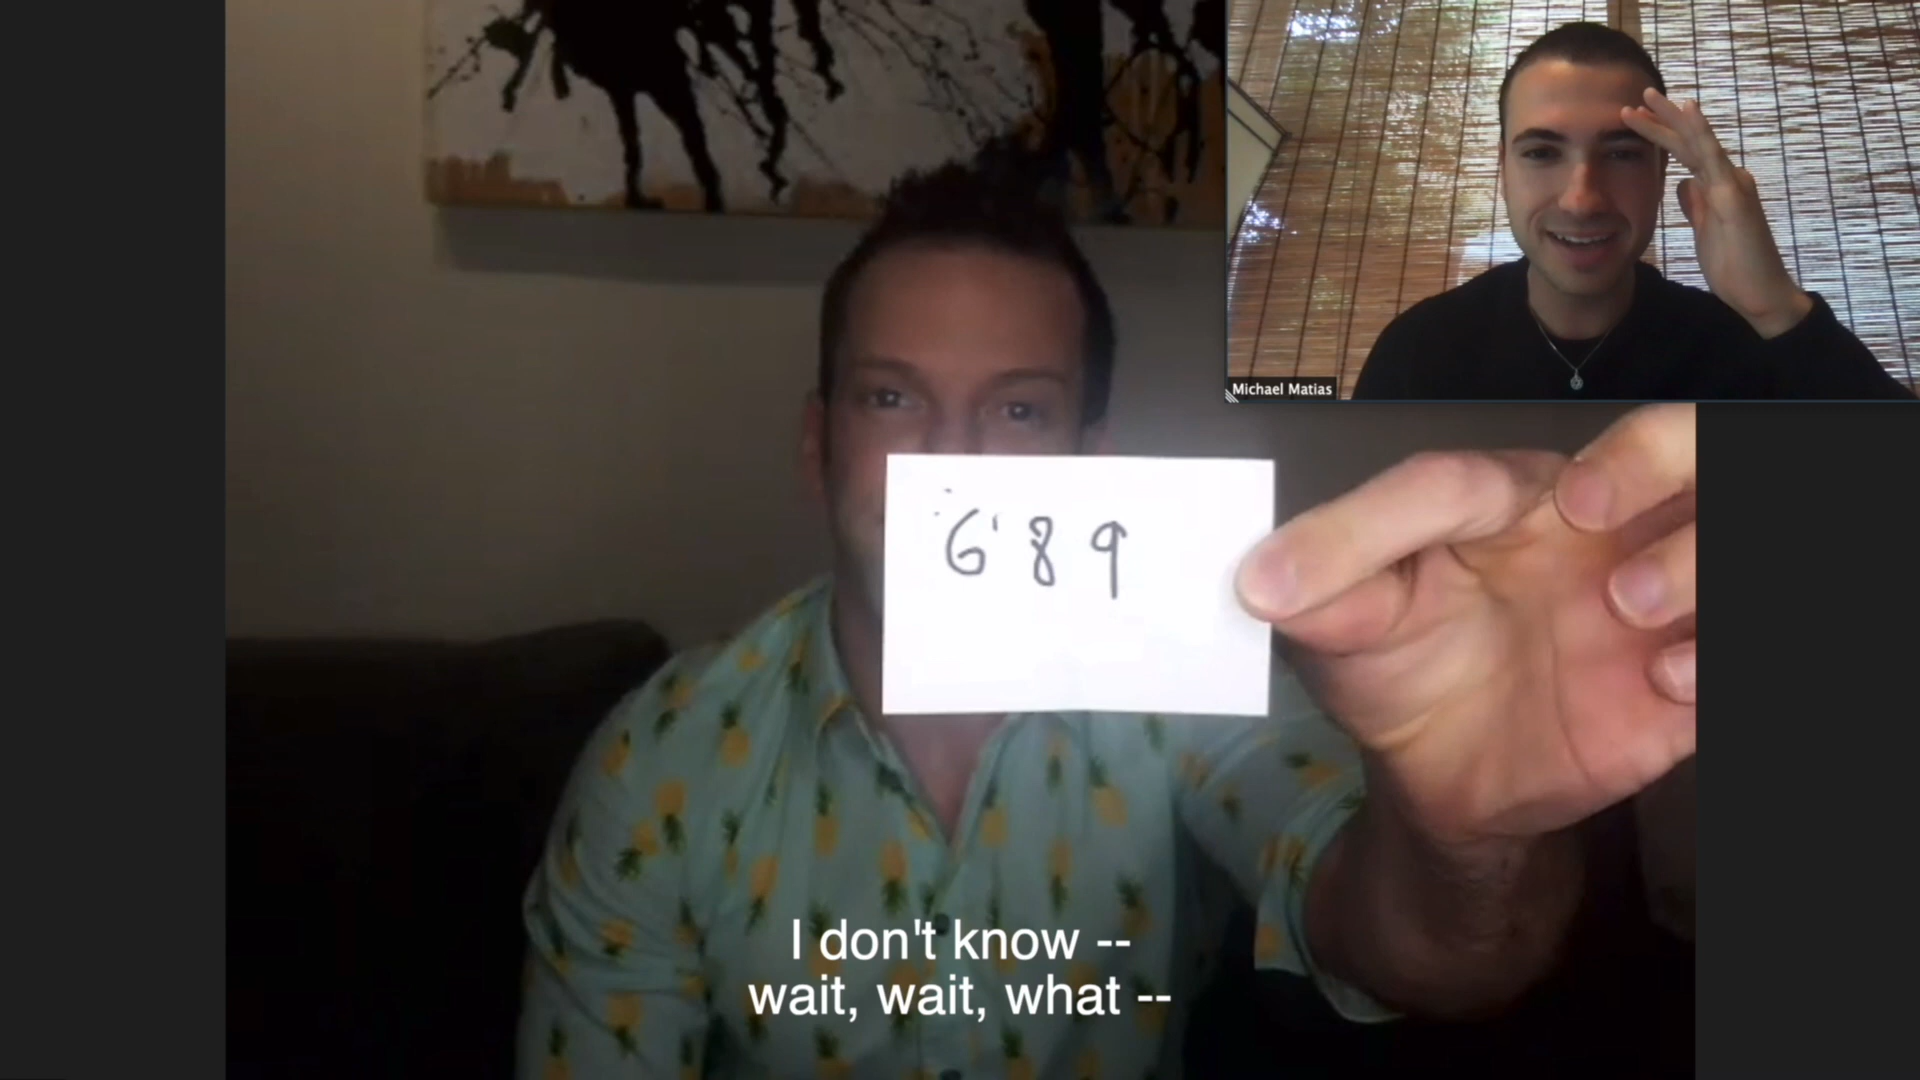 Michael Matias
6 8 9
I don't know --
wait, wait, what --